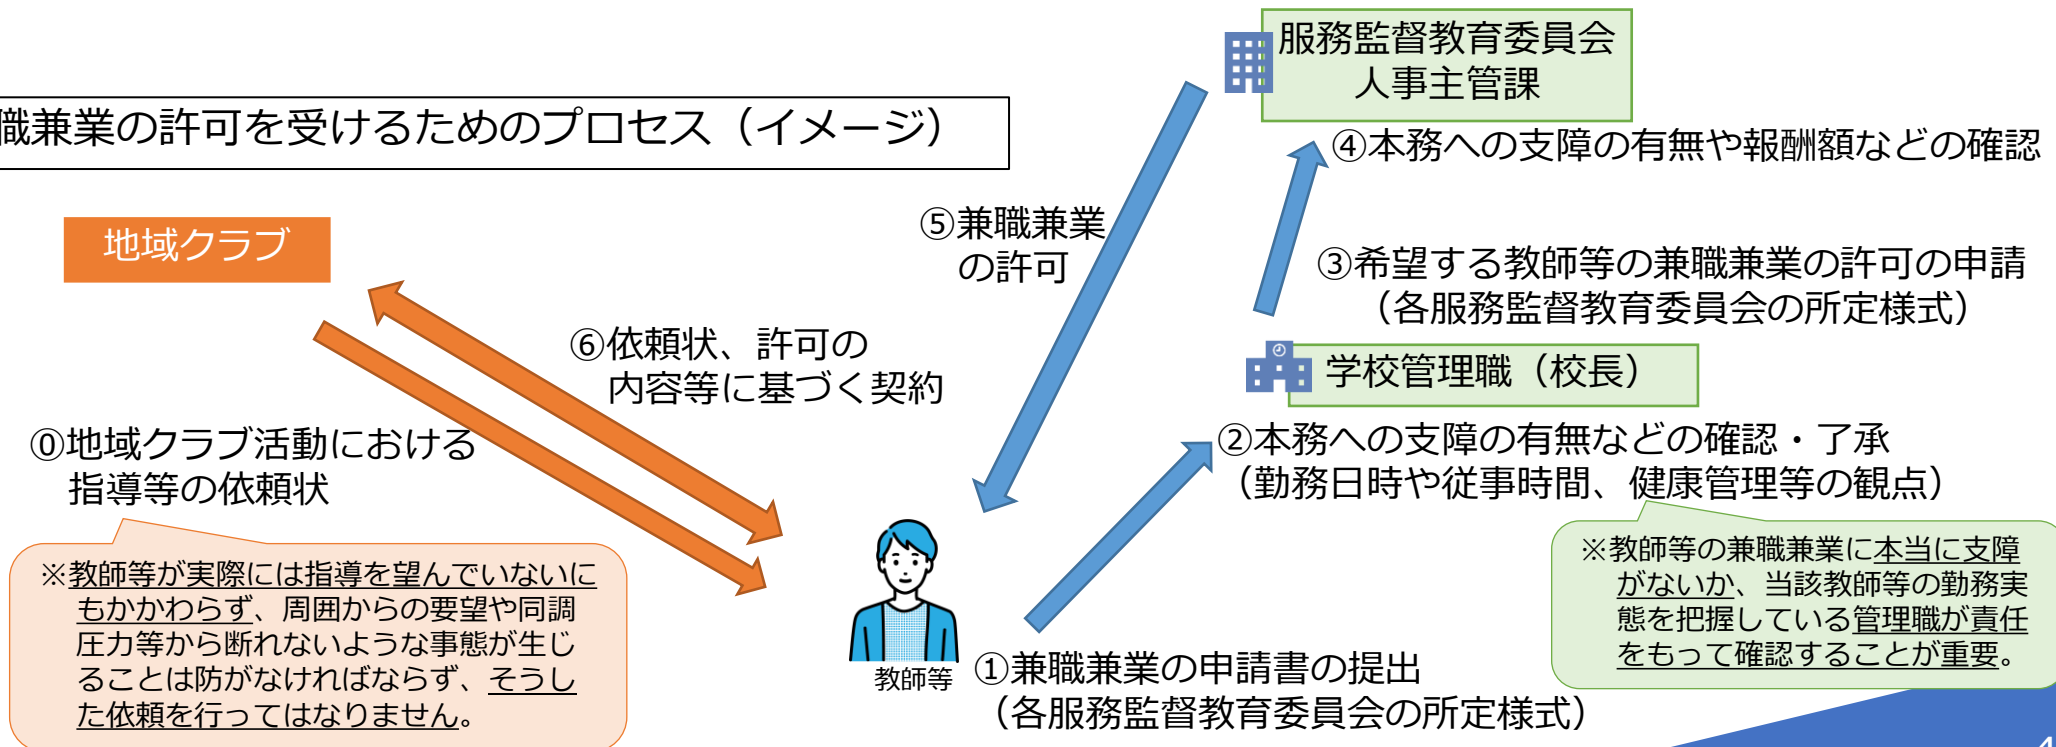 職兼業の許可を受けるためのプロセス（イメージ）
服務監督教育委員会
人事主管課
④本務への支障の有無や報酬額などの確認
⑤兼職兼業
の許可
③希望する教師等の兼職兼業の許可の申請
（各服務監督教育委員会の所定様式）
地域クラブ
⑥依頼状、許可の
内容等に基づく契約
学校管理職（校長）
②本務への支障の有無などの確認・了承
（勤務日時や従事時間、健康管理等の観点）
⓪地域クラブ活動における
指導等の依頼状
※教師等が実際には指導を望んでいないに
もかかわらず、周囲からの要望や同調
圧力等から断れないような事態が生じ
ることは防がなければならず、そうし
た依頼を行ってはなりません。
※教師等の兼職兼業に本当に支障
がないか、当該教師等の勤務実
態を把握している管理職が責任
をもって確認することが重要。
教師等
①兼職兼業の申請書の提出
（各服務監督教育委員会の所定様式）
4